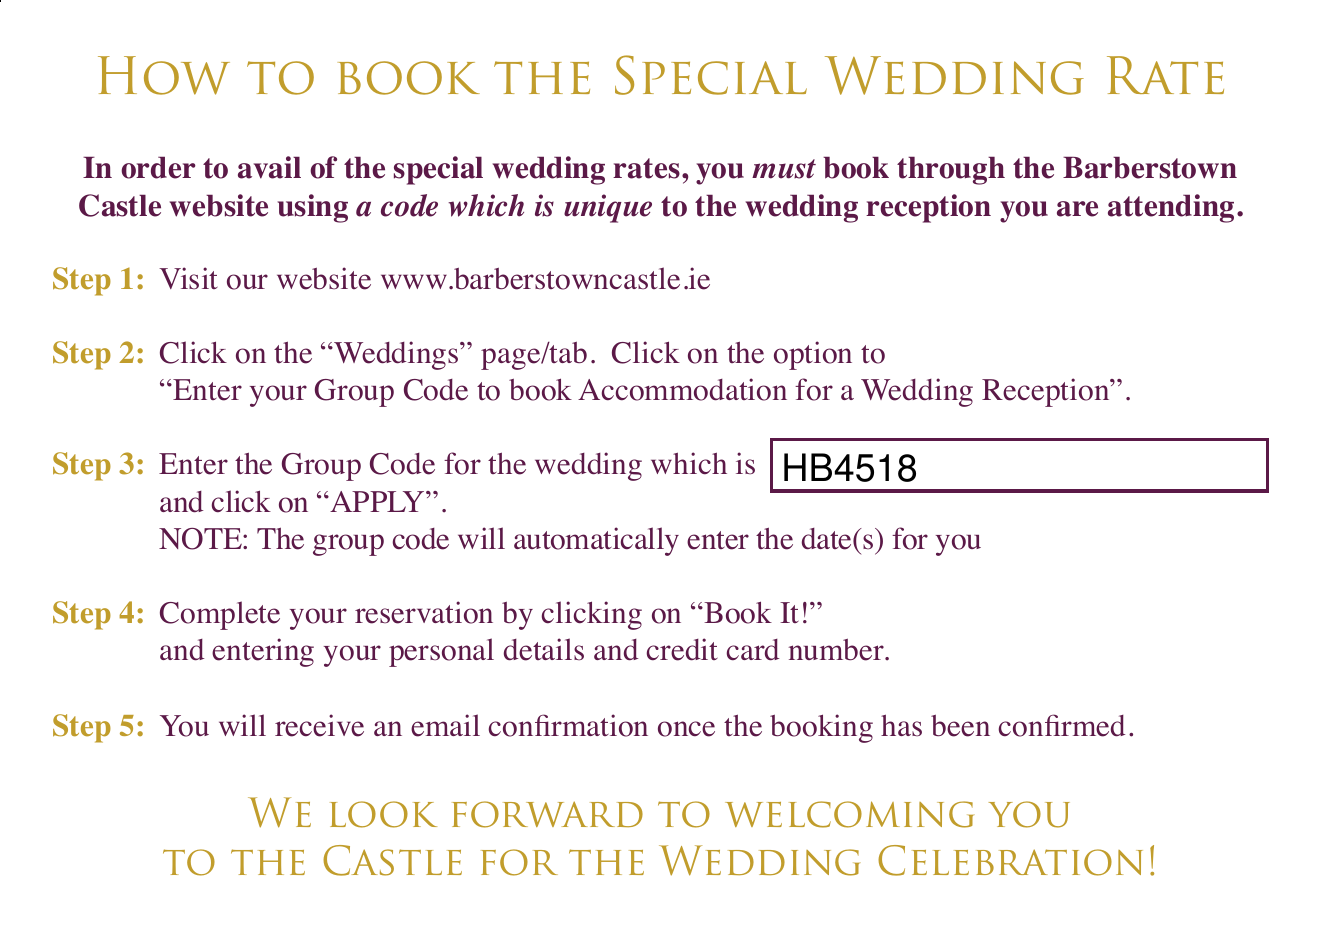 How to book the Special Wedding Rate
In order to avail of the special wedding rates, you must book through the Barberstown
Castle website using a code which is unique to the wedding reception you are attending.
Step 1: Visit our website www.barberstowncastle.ie
Step 2: Click on the “Weddings” page/tab. Click on the option to
“Enter your Group Code to book Accommodation for a Wedding Reception”.
Step 3: Enter the Group Code for the wedding which is HB4518
and click on “APPLY”.
NOTE: The group code will automatically enter the date(s) for you
Step 4: Complete your reservation by clicking on “Book It!”
and entering your personal details and credit card number.
Step 5: You will receive an email confirmation once the booking has been confirmed.
We look forward to welcoming you
to the Castle for the Wedding Celebration!